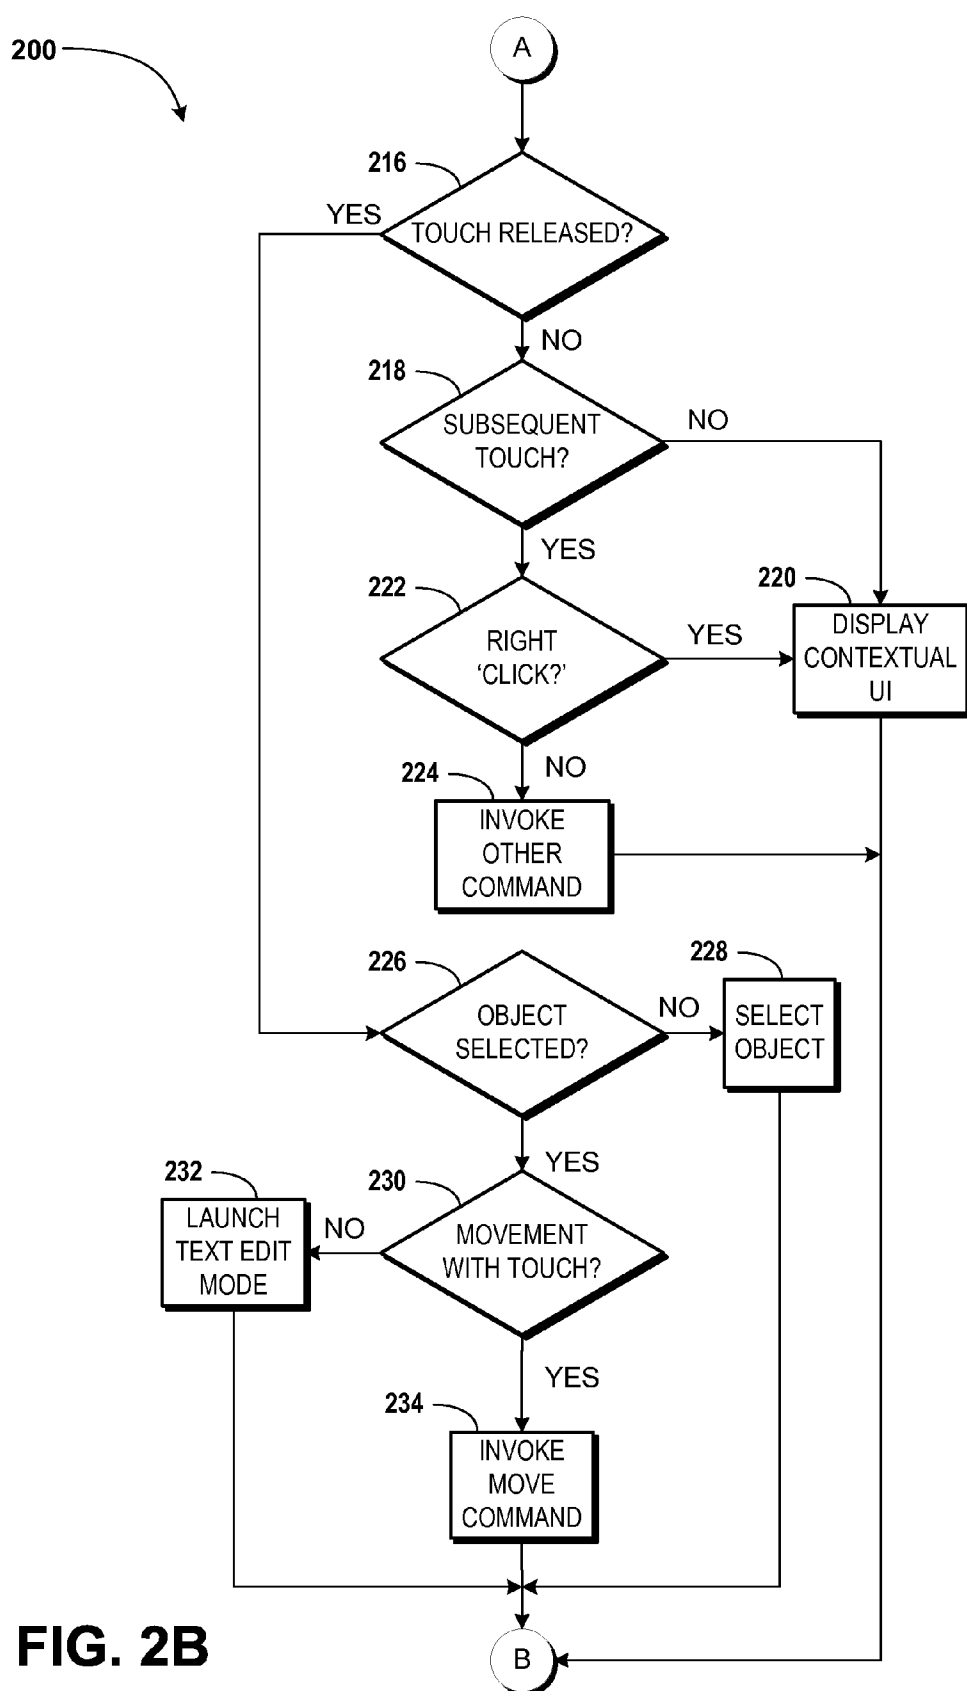 200
A
216
YES
TOUCH RELEASED?
NO
218
SUBSEQUENT
TOUCH?
NO
YES
222
RIGHT
‘CLICK?’
YES
220
DISPLAY
CONTEXTUAL
UI
NO
224
INVOKE
OTHER
COMMAND
226
OBJECT
SELECTED?
NO
228
SELECT
OBJECT
YES
230
MOVEMENT
WITH TOUCH?
NO
232
LAUNCH
TEXT EDIT
MODE
YES
234
INVOKE
MOVE
COMMAND
B
FIG. 2B